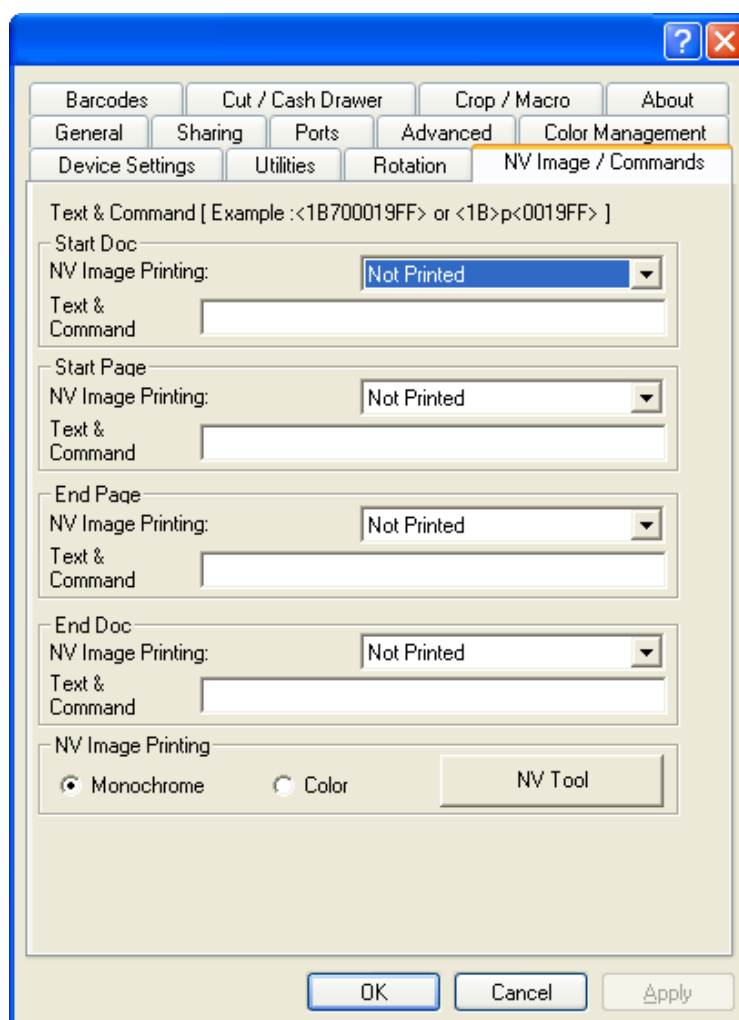 Barcodes Cut / Cash Drawer Crop / Macro About
General Sharing Ports Advanced Color Management
Device Settings Utilities Rotation NV Image / Commands
Text & Command [ Example :<1B700019FF> or <1B>p<0019FF> ]
Start Doc
NV Image Printing: Not Printed
Text &
Command
Start Page
NV Image Printing: Not Printed
Text &
Command
End Page
NV Image Printing: Not Printed
Text &
Command
End Doc
NV Image Printing: Not Printed
Text &
Command
NV Image Printing
Monochrome Color NV Tool
OK Cancel Apply